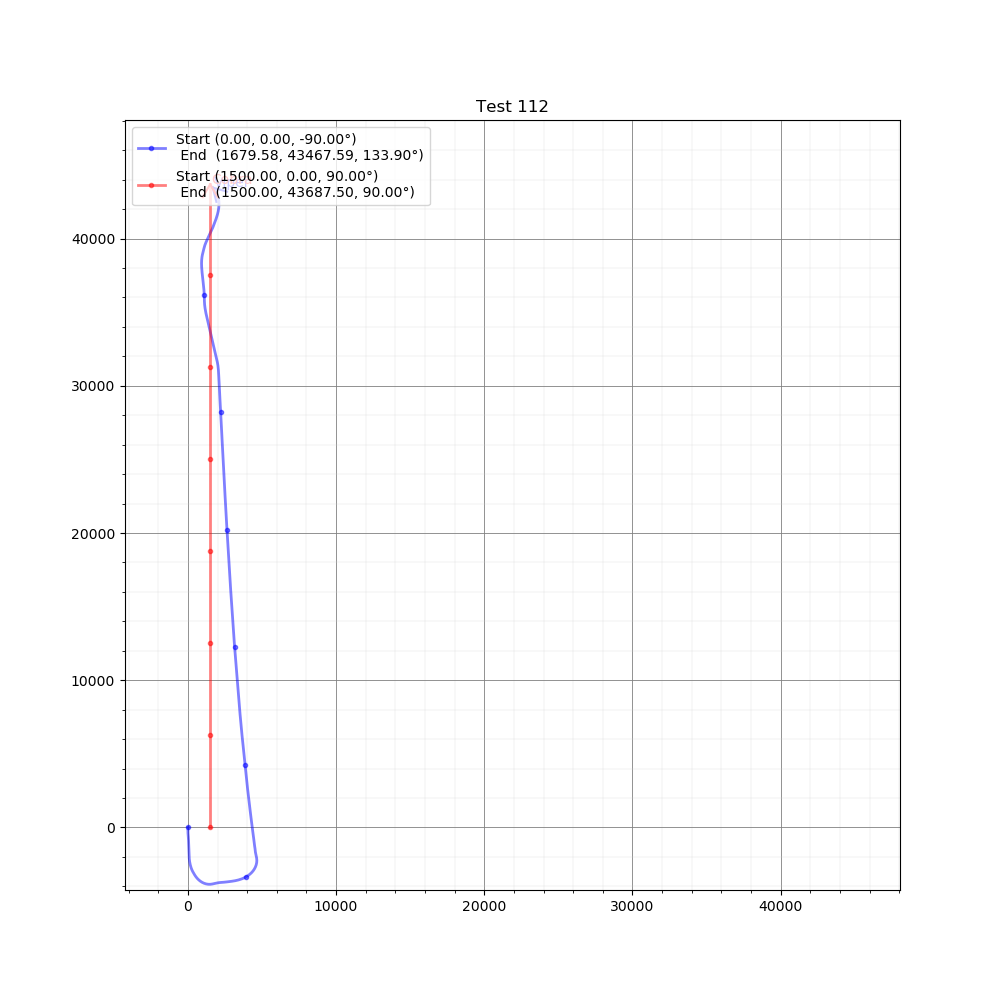 Test 112
Start (0.00, 0.00, -90.00°)
End (1679.58, 43467.59, 133.90°)
Start (1500.00, 0.00, 90.00°)
End (1500.00, 43687.50, 90.00°)
40000
30000
20000
10000
0
0 10000 20000 30000 40000